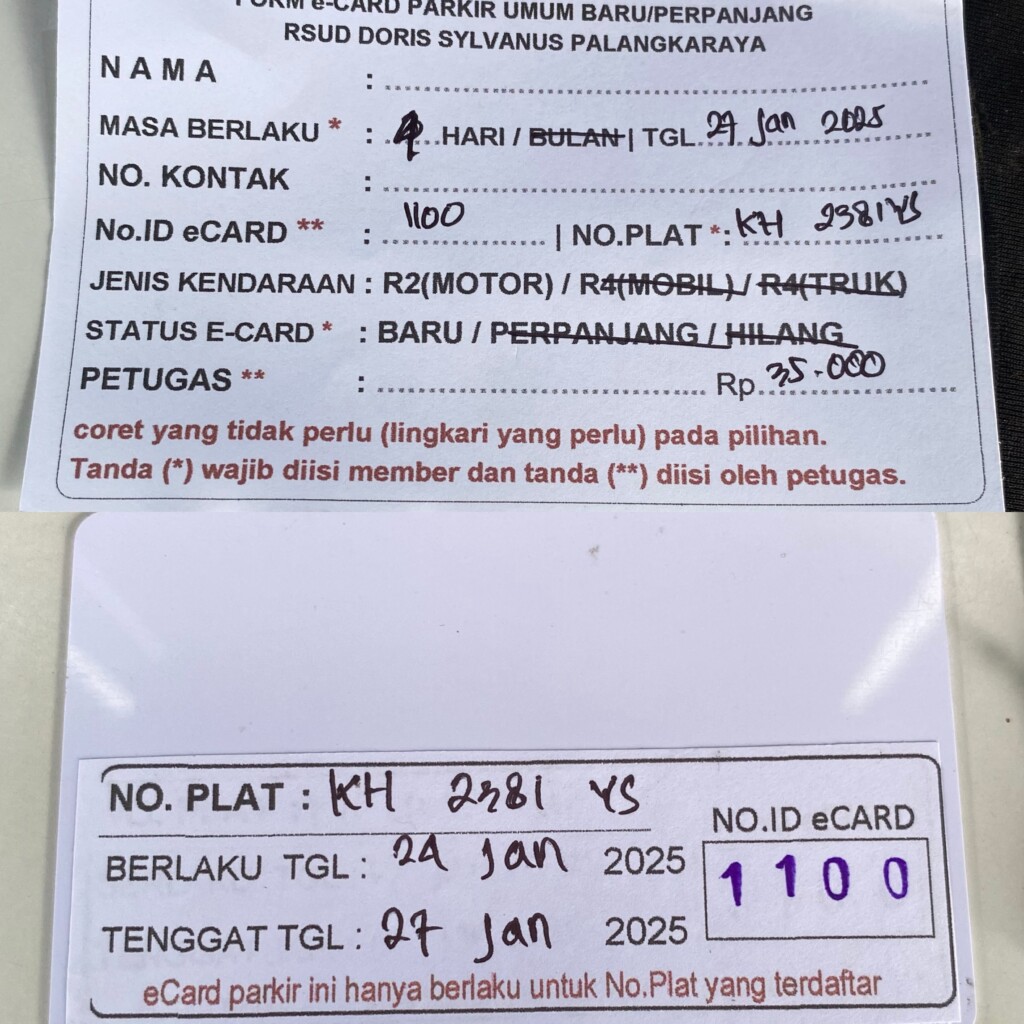 FORM e-CARD PARKIR UMUM BARU/PERPANJANG
RSUD DORIS SYLVANUS PALANGKARAYA
NAMA :
MASA BERLAKU * : 4 HARI / BULAN | TGL. 27 Jan 2025
NO. KONTAK :
No.ID eCARD ** : 1100 | NO.PLAT *: KH 2381 YS
JENIS KENDARAAN : R2(MOTOR) / R4(MOBIL) / R4(TRUK)
STATUS E-CARD * : BARU / PERPANJANG / HILANG
PETUGAS ** : Rp. 35.000
coret yang tidak perlu (lingkari yang perlu) pada pilihan.
Tanda (*) wajib diisi member dan tanda (**) diisi oleh petugas.
NO. PLAT : KH 2381 YS
NO.ID eCARD
BERLAKU TGL : 24 Jan 2025
1100
TENGGAT TGL : 27 Jan 2025
eCard parkir ini hanya berlaku untuk No.Plat yang terdaftar